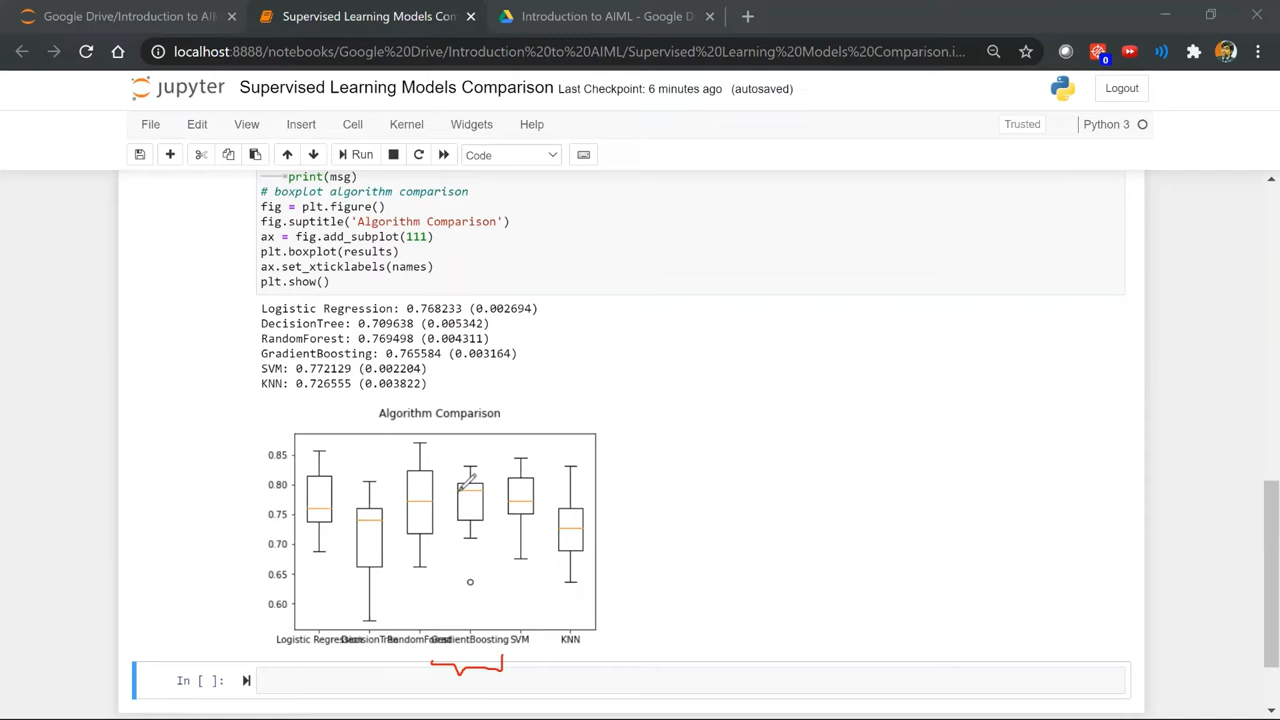 Google Drive/Introduction to AI
Supervised Learning Models Com
Introduction to AIML - Google D
localhost:8888/notebooks/Google%20Drive/Introduction%20to%20AIML/Supervised%20Learning%20Models%20Comparison.i...
0
jupyter Supervised Learning Models Comparison Last Checkpoint: 6 minutes ago (autosaved)
Logout
File Edit View Insert Cell Kernel Widgets Help
Trusted
Python 3
Run
Code
print(msg)
# boxplot algorithm comparison
fig = plt.figure()
fig.suptitle('Algorithm Comparison')
ax = fig.add_subplot(111)
plt.boxplot(results)
ax.set_xticklabels(names)
plt.show()
Logistic Regression: 0.768233 (0.002694)
DecisionTree: 0.709638 (0.005342)
RandomForest: 0.769498 (0.004311)
GradientBoosting: 0.765584 (0.003164)
SVM: 0.772129 (0.002204)
KNN: 0.726555 (0.003822)
Algorithm Comparison
0.85
0.80
0.75
0.70
0.65
0.60
Logistic Regression DecisionTree RandomForest GradientBoosting SVM KNN
In [ ]: